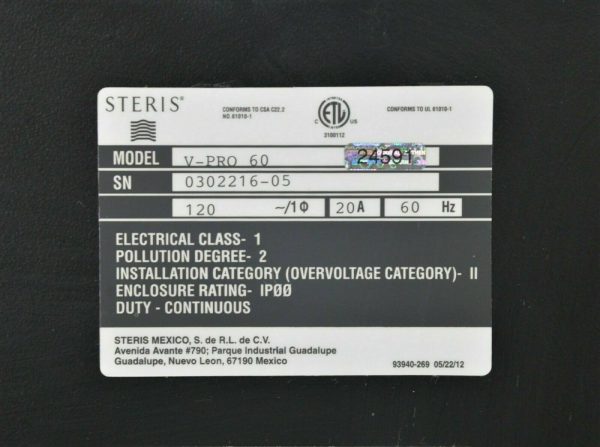 STERIS®
CONFORMS TO CSA C22.2
NO.61010-1
C ETL US
INTERTEK
3100112
CONFORMS TO UL 61010-1
MODEL V-PRO 60 24591
SN 0302216-05
120 ~/1Φ 20A 60 Hz
ELECTRICAL CLASS- 1
POLLUTION DEGREE- 2
INSTALLATION CATEGORY (OVERVOLTAGE CATEGORY)- II
ENCLOSURE RATING- IPØØ
DUTY - CONTINUOUS
STERIS MEXICO, S. de R.L. de C.V.
Avenida Avante #790; Parque Industrial Guadalupe
Guadalupe, Nuevo Leon, 67190 Mexico
93940-269 05/22/12